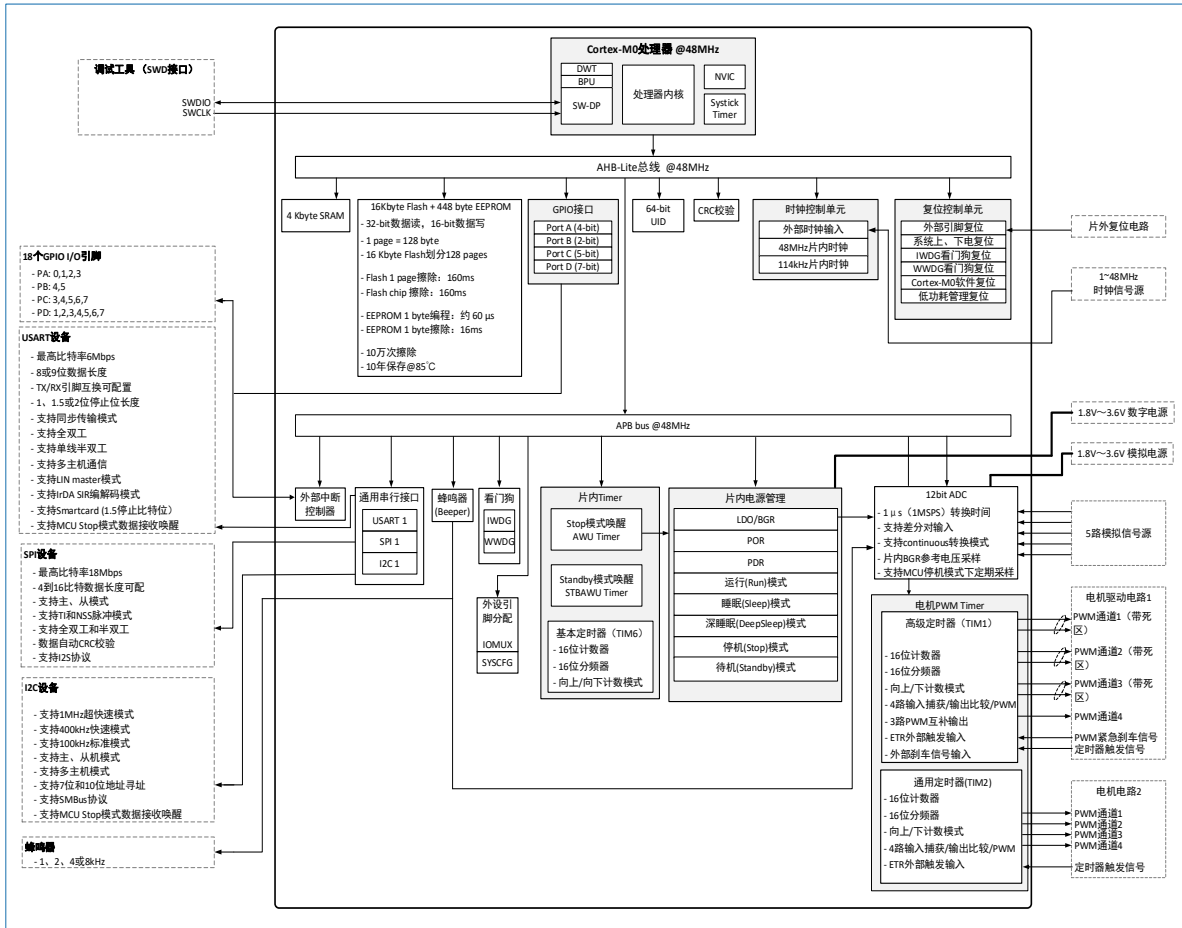 Cortex-M0处理器 @48MHz
DWT
BPU
SW-DP
处理器内核
NVIC
Systick
Timer
调试工具 (SWD接口)
SWDIO
SWCLK
AHB-Lite总线 @48MHz
4 Kbyte SRAM
16Kbyte Flash + 448 byte EEPROM
- 32-bit数据读，16-bit数据写
- 1 page = 128 byte
- 16 Kbyte Flash划分128 pages
- Flash 1 page擦除：160ms
- Flash chip 擦除：160ms
- EEPROM 1 byte编程：约 60 μs
- EEPROM 1 byte擦除：16ms
- 10万次擦除
- 10年保存@85℃
GPIO接口
Port A (4-bit)
Port B (2-bit)
Port C (5-bit)
Port D (7-bit)
64-bit
UID
CRC校验
时钟控制单元
外部时钟输入
48MHz片内时钟
114kHz片内时钟
复位控制单元
外部引脚复位
系统上、下电复位
IWDG看门狗复位
WWDG看门狗复位
Cortex-M0软件复位
低功耗管理复位
片外复位电路
1~48MHz
时钟信号源
18个GPIO I/O引脚
- PA: 0,1,2,3
- PB: 4,5
- PC: 3,4,5,6,7
- PD: 1,2,3,4,5,6,7
USART设备
- 最高比特率6Mbps
- 8或9位数据长度
- TX/RX引脚互换可配置
- 1、1.5或2位停止位长度
- 支持同步传输模式
- 支持全双工
- 支持单线半双工
- 支持多主机通信
- 支持LIN master模式
- 支持IrDA SIR编解码模式
- 支持Smartcard (1.5停止比特位)
- 支持MCU Stop模式数据接收唤醒
SPI设备
- 最高比特率18Mbps
- 4到16比特数据长度可配
- 支持主、从模式
- 支持TI和NSS脉冲模式
- 支持全双工和半双工
- 数据自动CRC校验
- 支持I2S协议
I2C设备
- 支持1MHz超快速模式
- 支持400kHz快速模式
- 支持100kHz标准模式
- 支持主、从机模式
- 支持多主机模式
- 支持7位和10位地址寻址
- 支持SMBus协议
- 支持MCU Stop模式数据接收唤醒
蜂鸣器
- 1、2、4或8kHz
APB bus @48MHz
外部中断
控制器
通用串行接口
USART 1
SPI 1
I2C 1
蜂鸣器
(Beeper)
看门狗
IWDG
WWDG
外设引
脚分配
IOMUX
SYSCFG
片内Timer
Stop模式唤醒
AWU Timer
Standby模式唤醒
STBAWU Timer
基本定时器（TIM6）
- 16位计数器
- 16位分频器
- 向上/向下计数模式
片内电源管理
LDO/BGR
POR
PDR
运行(Run)模式
睡眠(Sleep)模式
深睡眠(DeepSleep)模式
停机(Stop)模式
待机(Standby)模式
12bit ADC
- 1μs（1MSPS）转换时间
- 支持差分对输入
- 支持continuous转换模式
- 片内BGR参考电压采样
- 支持MCU停机模式下定期采样
电机PWM Timer
高级定时器（TIM1）
- 16位计数器
- 16位分频器
- 向上/下计数模式
- 4路输入捕获/输出比较/PWM
- 3路PWM互补输出
- ETR外部触发输入
- 外部刹车信号输入
通用定时器(TIM2)
- 16位计数器
- 16位分频器
- 向上/下计数模式
- 4路输入捕获/输出比较/PWM
- ETR外部触发输入
1.8V～3.6V 数字电源
1.8V～3.6V 模拟电源
5路模拟信号源
电机驱动电路1
PWM通道1（带死
区）
PWM通道2（带死
区）
PWM通道3（带死
区）
PWM通道4
PWM紧急刹车信号
定时器触发信号
电机电路2
PWM通道1
PWM通道2
PWM通道3
PWM通道4
定时器触发信号